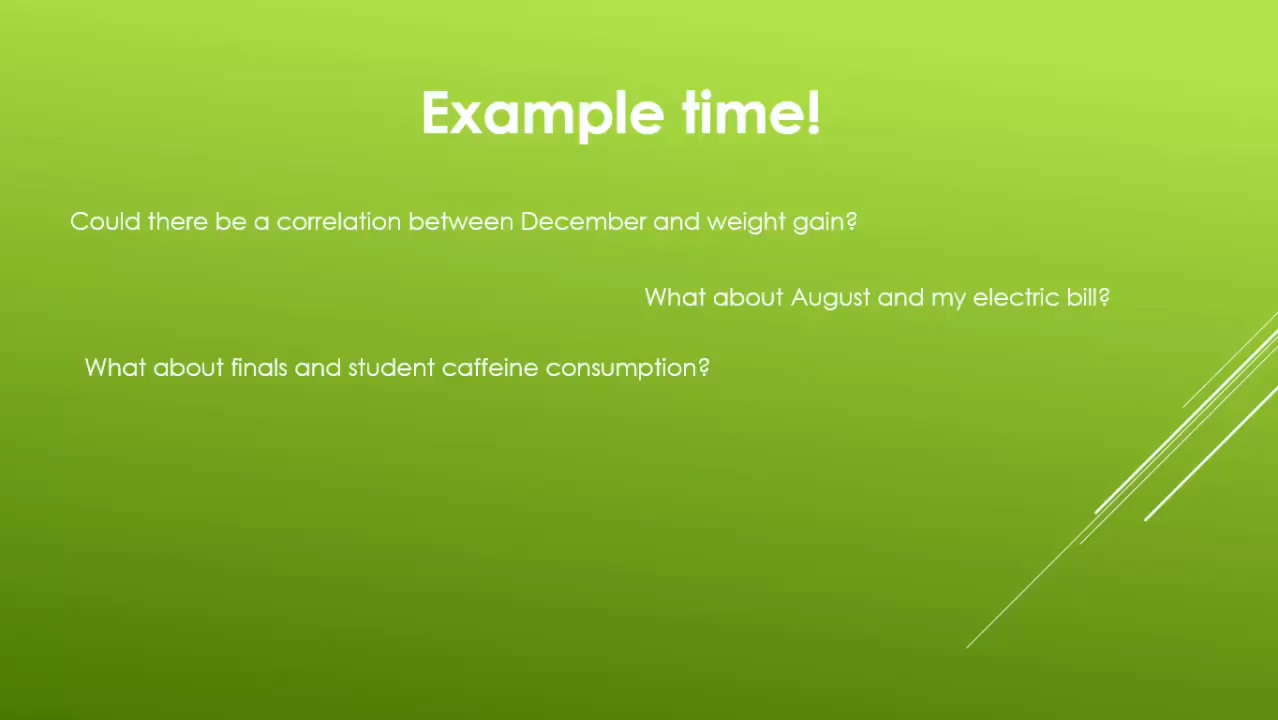 Example time!
Could there be a correlation between December and weight gain?
What about August and my electric bill?
What about finals and student caffeine consumption?